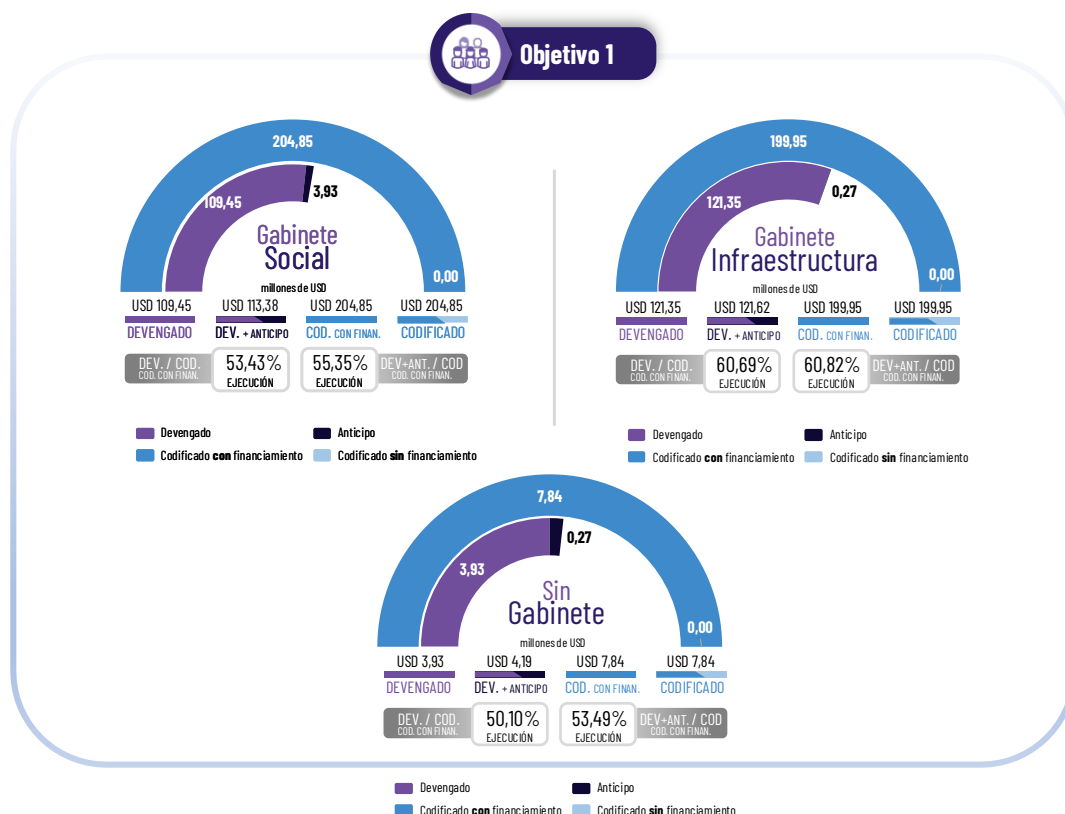 Objetivo 1
204,85
109,45
3,93
Gabinete
Social
millones de USD
0,00
USD 109,45 USD 113,38 USD 204,85 USD 204,85
DEVENGADO DEV. + ANTICIPO COD. CON FINAN. CODIFICADO
DEV. / COD. COD. CON FINAN. 53,43% EJECUCIÓN 55,35% EJECUCIÓN DEV+ANT. / COD COD. CON FINAN.
Devengado Anticipo
Codificado con financiamiento Codificado sin financiamiento
199,95
121,35
0,27
Gabinete
Infraestructura
millones de USD
0,00
USD 121,35 USD 121,62 USD 199,95 USD 199,95
DEVENGADO DEV. + ANTICIPO COD. CON FINAN. CODIFICADO
DEV. / COD. COD. CON FINAN. 60,69% EJECUCIÓN 60,82% EJECUCIÓN DEV+ANT. / COD COD. CON FINAN.
Devengado Anticipo
Codificado con financiamiento Codificado sin financiamiento
7,84
3,93
0,27
Sin
Gabinete
millones de USD
0,00
USD 3,93 USD 4,19 USD 7,84 USD 7,84
DEVENGADO DEV. + ANTICIPO COD. CON FINAN. CODIFICADO
DEV. / COD. COD. CON FINAN. 50,10% EJECUCIÓN 53,49% EJECUCIÓN DEV+ANT. / COD COD. CON FINAN.
Devengado Anticipo
Codificado con financiamiento Codificado sin financiamiento